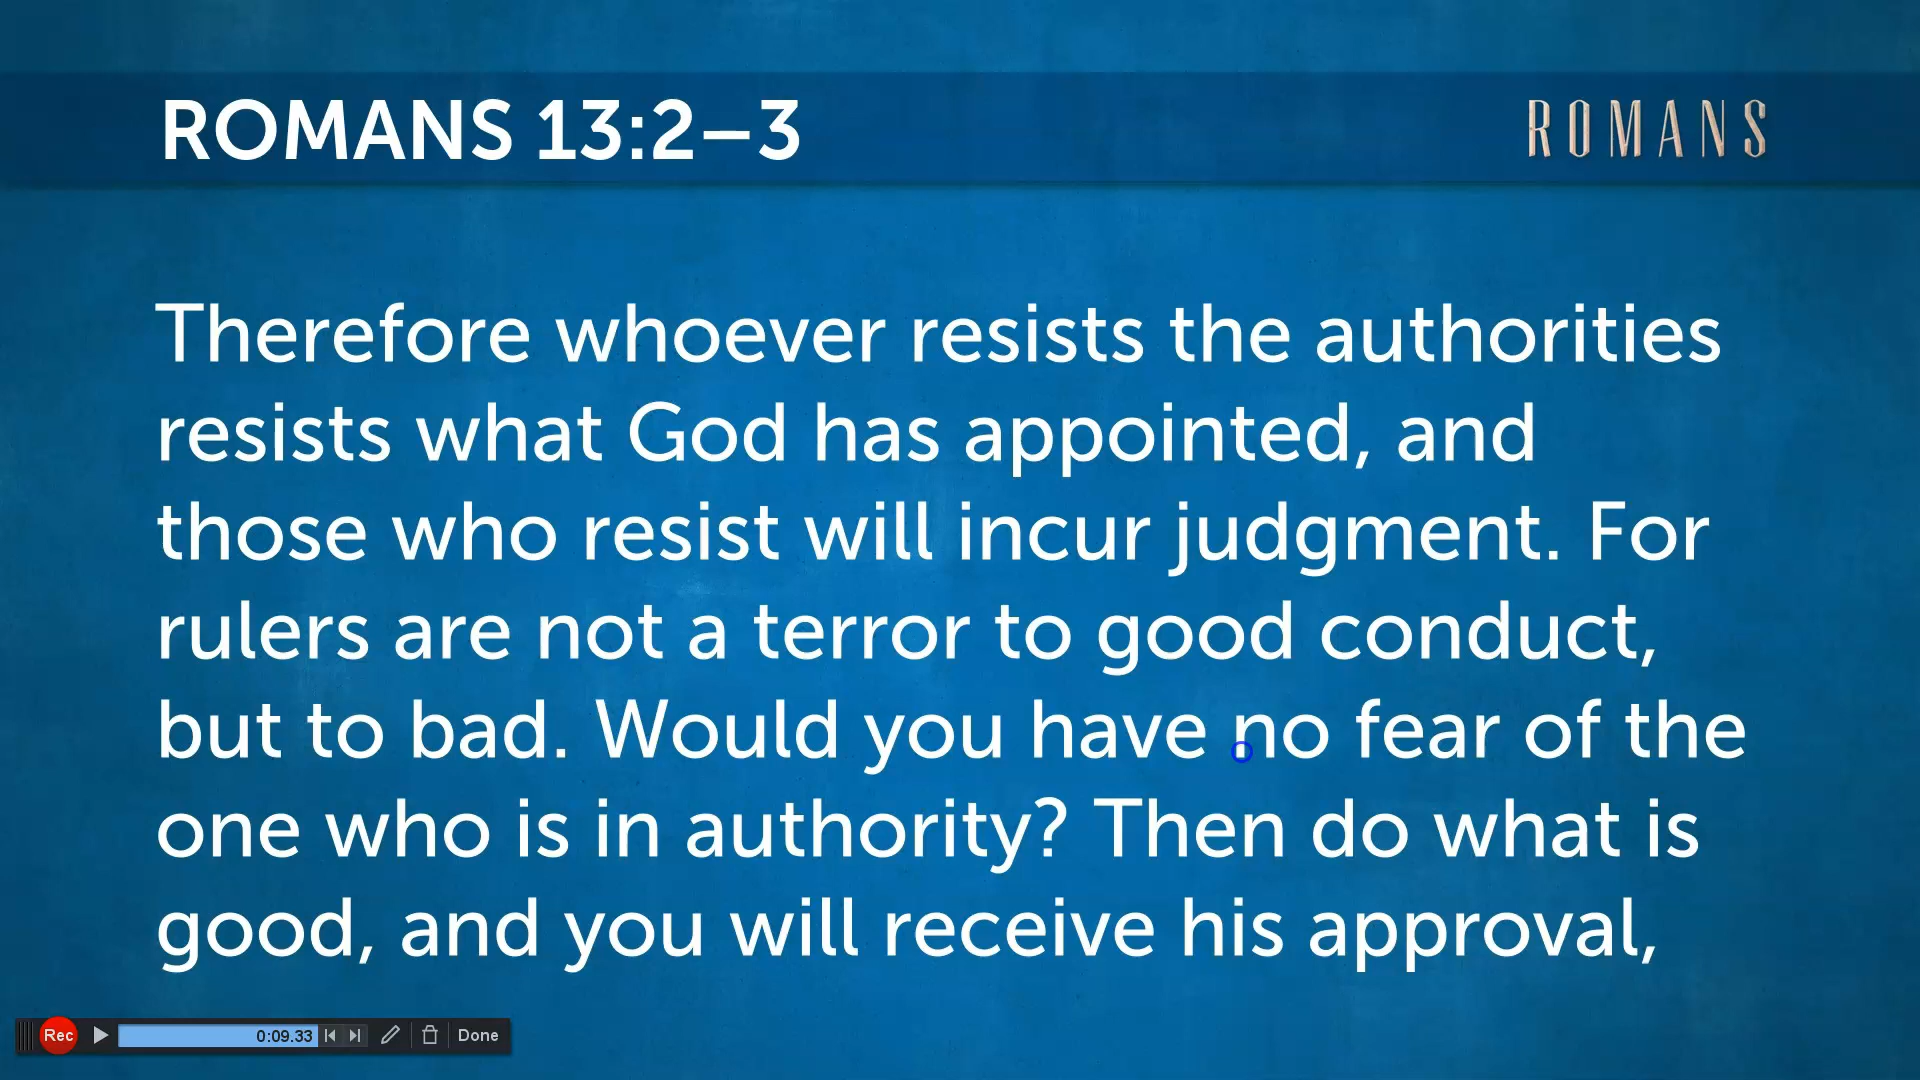 ROMANS 13:2–3
ROMANS
Therefore whoever resists the authorities
resists what God has appointed, and
those who resist will incur judgment. For
rulers are not a terror to good conduct,
but to bad. Would you have no fear of the
one who is in authority? Then do what is
good, and you will receive his approval,
Rec 0:09.33 Done